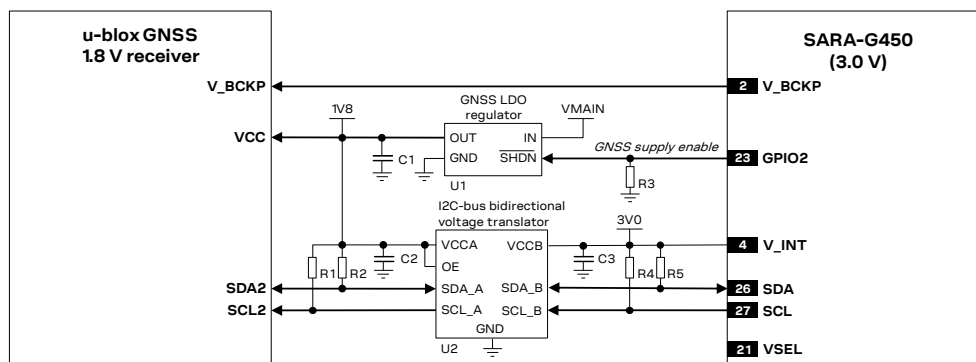 u-blox GNSS
1.8 V receiver
SARA-G450
(3.0 V)
V_BCKP
2 V_BCKP
1V8
GNSS LDO
regulator
VMAIN
VCC
OUT
IN
GNSS supply enable
C1
GND
SHDN
23 GPIO2
U1
R3
I2C-bus bidirectional
voltage translator
3V0
VCCA
VCCB
4 V_INT
R1
R2
C2
OE
C3
R4
R5
SDA2
SDA_A
SDA_B
26 SDA
SCL2
SCL_A
SCL_B
27 SCL
GND
U2
21 VSEL